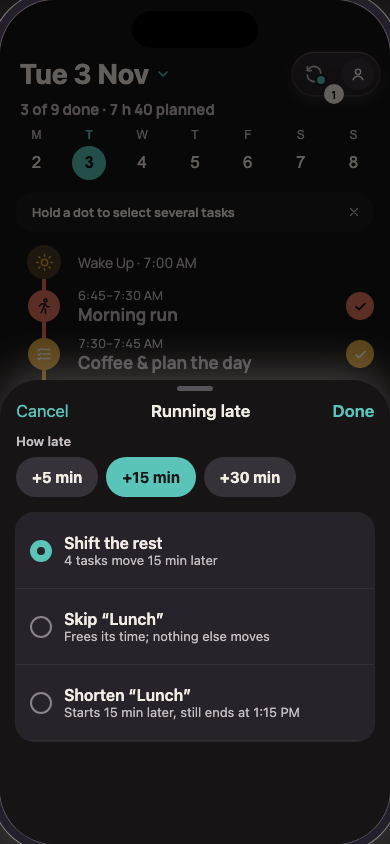 Tue 3 Nov
1
3 of 9 done · 7 h 40 planned
M T W T F S S
2 3 4 5 6 7 8
Hold a dot to select several tasks
Wake Up · 7:00 AM
6:45–7:30 AM
Morning run
7:30–7:45 AM
Coffee & plan the day
Cancel Running late Done
How late
+5 min +15 min +30 min
Shift the rest
4 tasks move 15 min later
Skip “Lunch”
Frees its time; nothing else moves
Shorten “Lunch”
Starts 15 min later, still ends at 1:15 PM